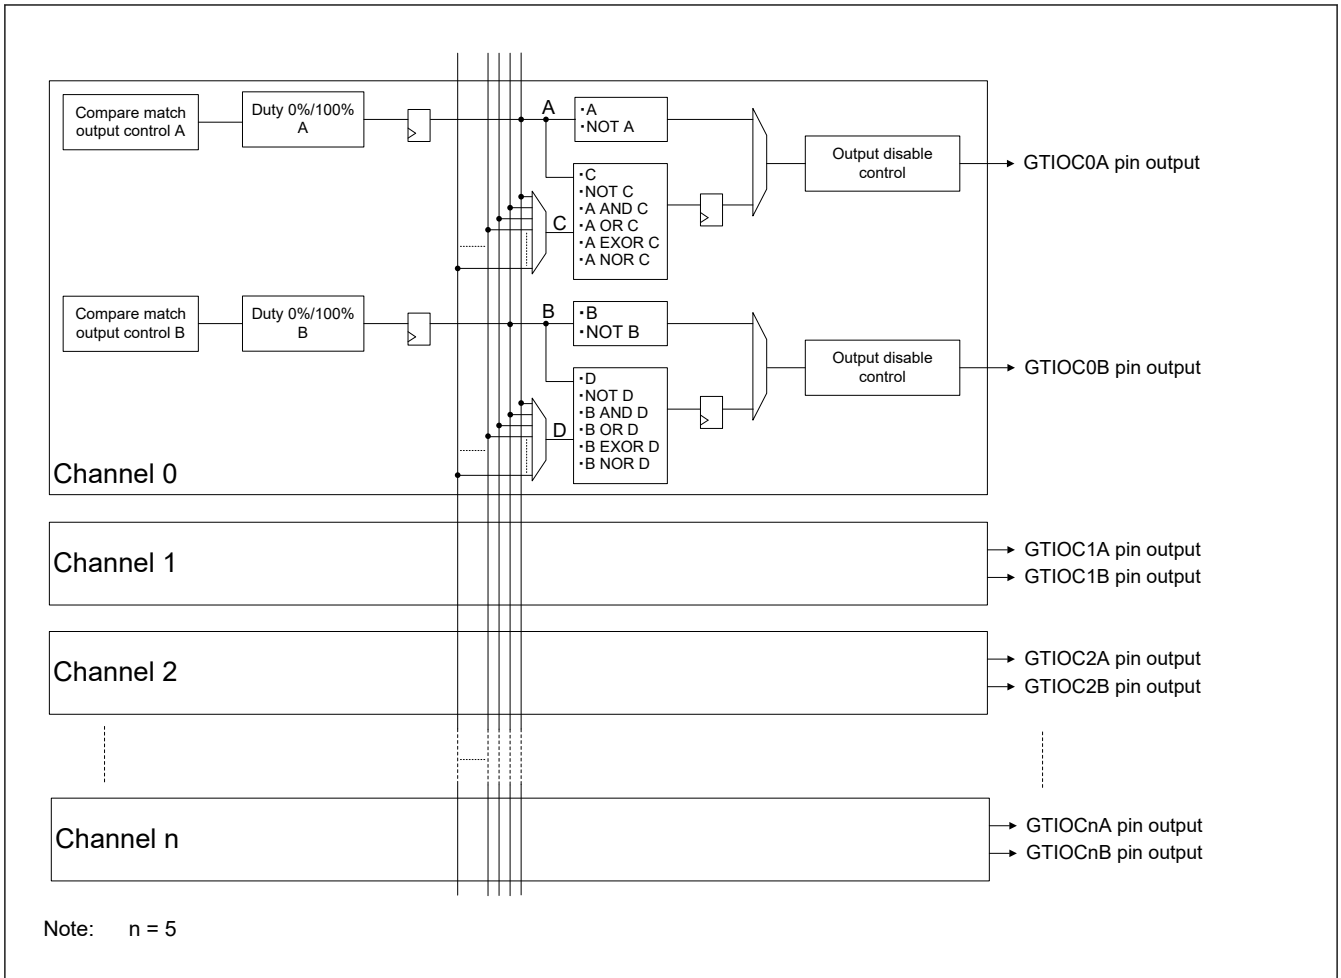 Compare match
output control A
Duty 0%/100%
A
A
・A
・NOT A
Output disable
control
GTIOC0A pin output
・C
・NOT C
・A AND C
・A OR C
・A EXOR C
・A NOR C
C
Compare match
output control B
Duty 0%/100%
B
B
・B
・NOT B
Output disable
control
GTIOC0B pin output
・D
・NOT D
・B AND D
・B OR D
・B EXOR D
・B NOR D
D
Channel 0
Channel 1
GTIOC1A pin output
GTIOC1B pin output
Channel 2
GTIOC2A pin output
GTIOC2B pin output
Channel n
GTIOCnA pin output
GTIOCnB pin output
Note: n = 5